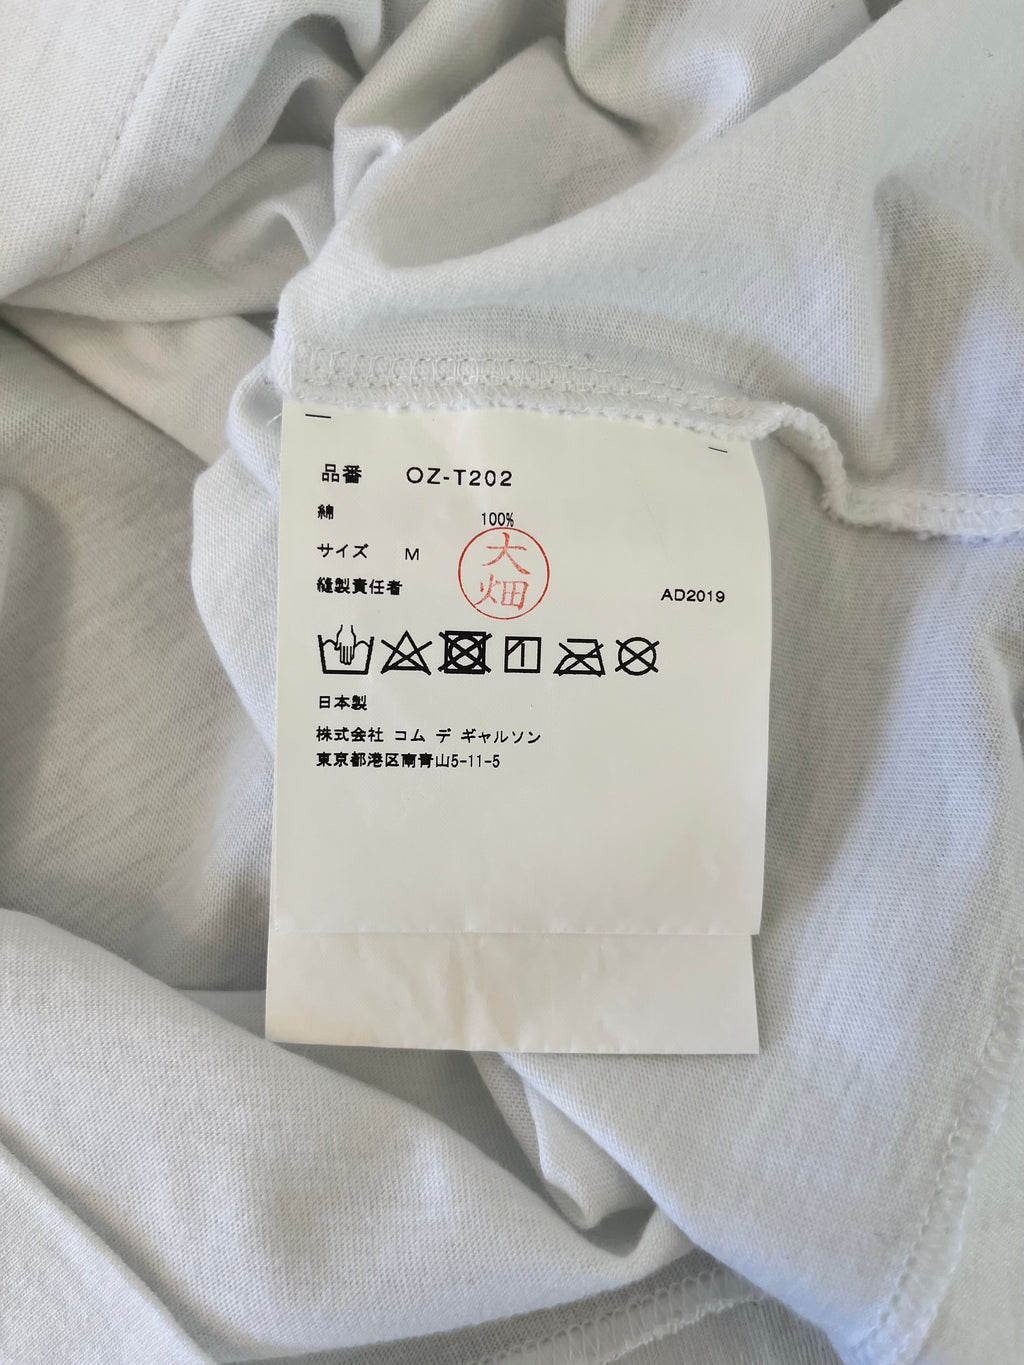 品番 OZ-T202
綿 100%
サイズ M
縫製責任者 大畑 AD2019
日本製
株式会社 コム デ ギャルソン
東京都港区南青山5-11-5